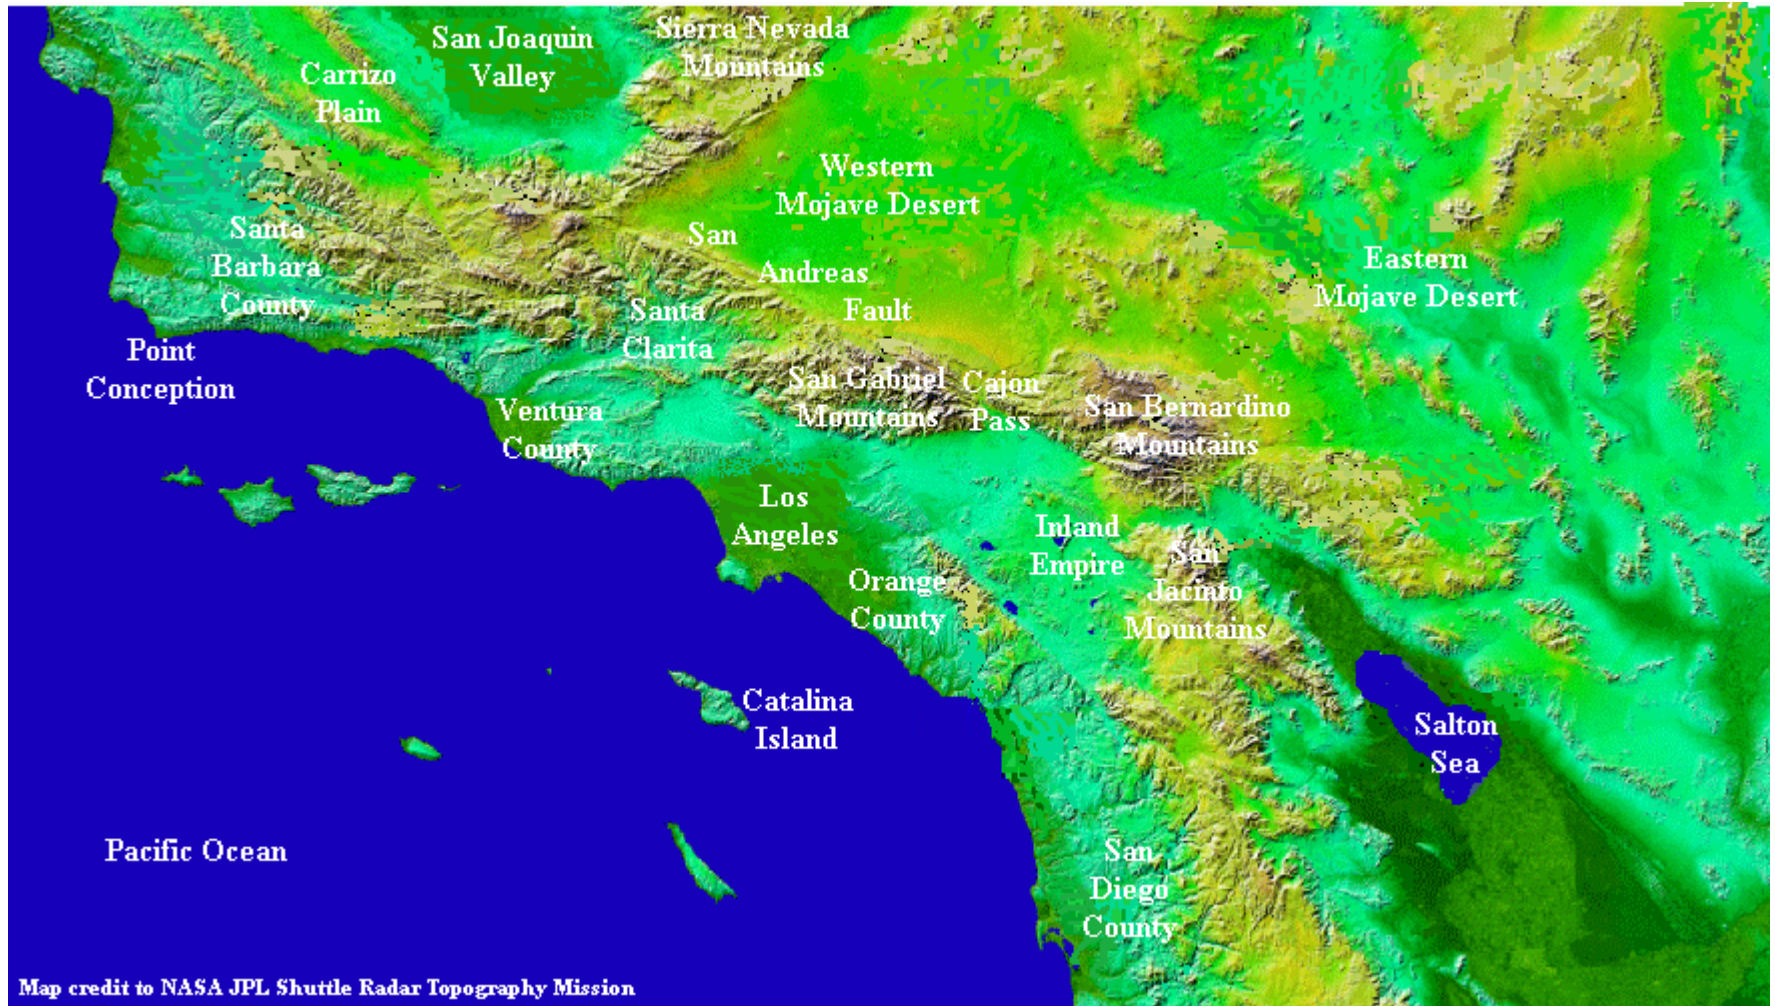 San Joaquin
Valley
Sierra Nevada
Mountains
Carrizo
Plain
Western
Mojave Desert
Santa
Barbara
County
San
Andreas
Fault
Eastern
Mojave Desert
Santa
Clarita
Point
Conception
San Gabriel
Mountains
Cajon
Pass
San Bernardino
Mountains
Ventura
County
Los
Angeles
Inland
Empire
San
Jacinto
Mountains
Orange
County
Catalina
Island
Salton
Sea
Pacific Ocean
San
Diego
County
Map credit to NASA JPL Shuttle Radar Topography Mission